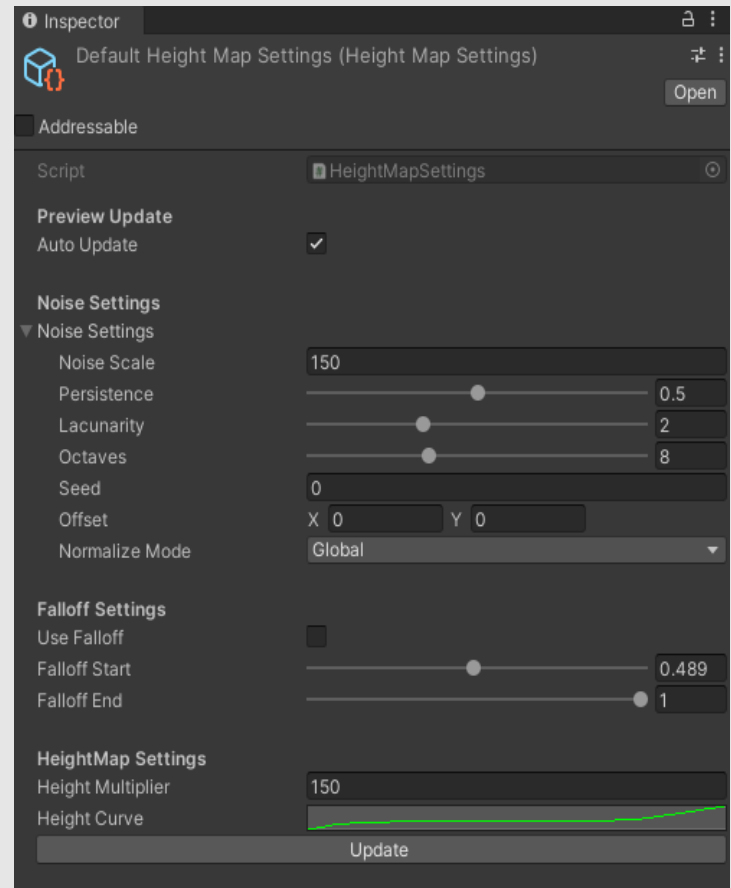 Inspector
Default Height Map Settings (Height Map Settings)
Open
Addressable
Script HeightMapSettings
Preview Update
Auto Update
Noise Settings
Noise Settings
Noise Scale 150
Persistence 0.5
Lacunarity 2
Octaves 8
Seed 0
Offset X 0 Y 0
Normalize Mode Global
Falloff Settings
Use Falloff
Falloff Start 0.489
Falloff End 1
HeightMap Settings
Height Multiplier 150
Height Curve
Update